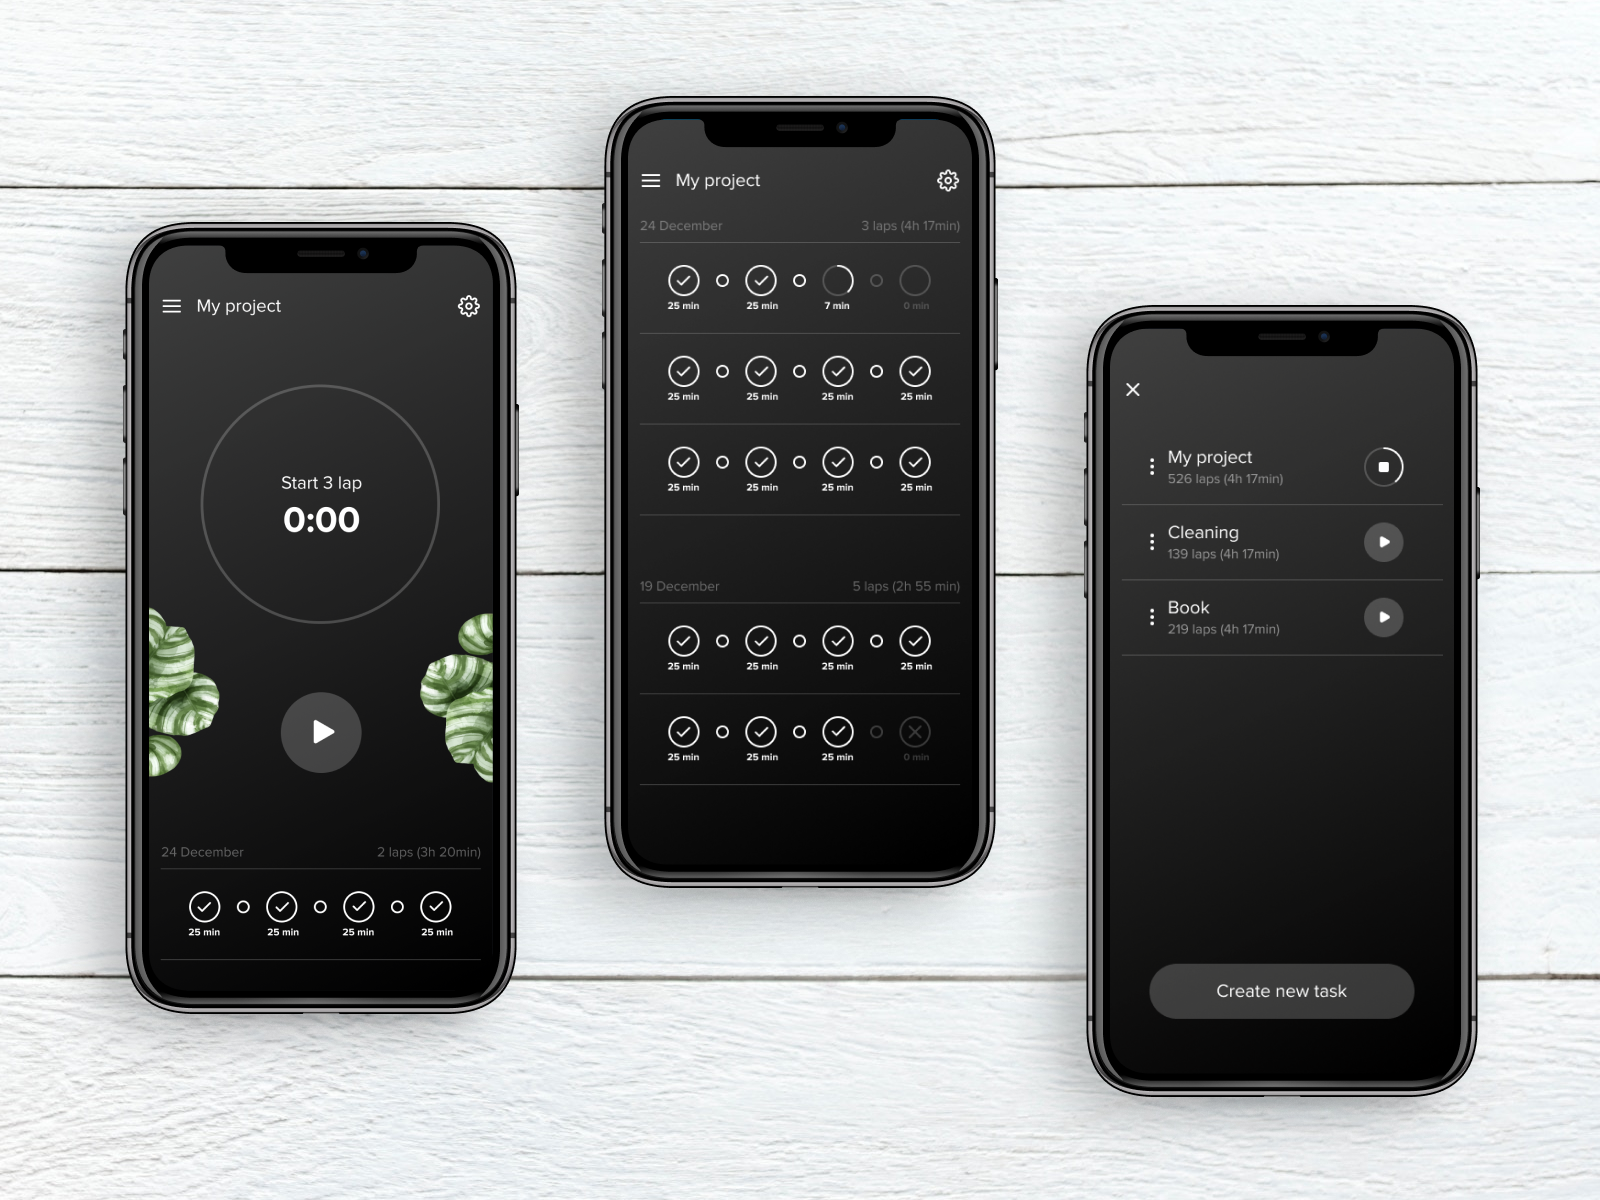 My project
Start 3 lap
0:00
24 December 2 laps (3h 20min)
25 min 25 min 25 min 25 min
My project
24 December 3 laps (4h 17min)
25 min 25 min 7 min 0 min
25 min 25 min 25 min 25 min
25 min 25 min 25 min 25 min
19 December 5 laps (2h 55 min)
25 min 25 min 25 min 25 min
25 min 25 min 25 min 0 min
My project
526 laps (4h 17min)
Cleaning
139 laps (4h 17min)
Book
219 laps (4h 17min)
Create new task